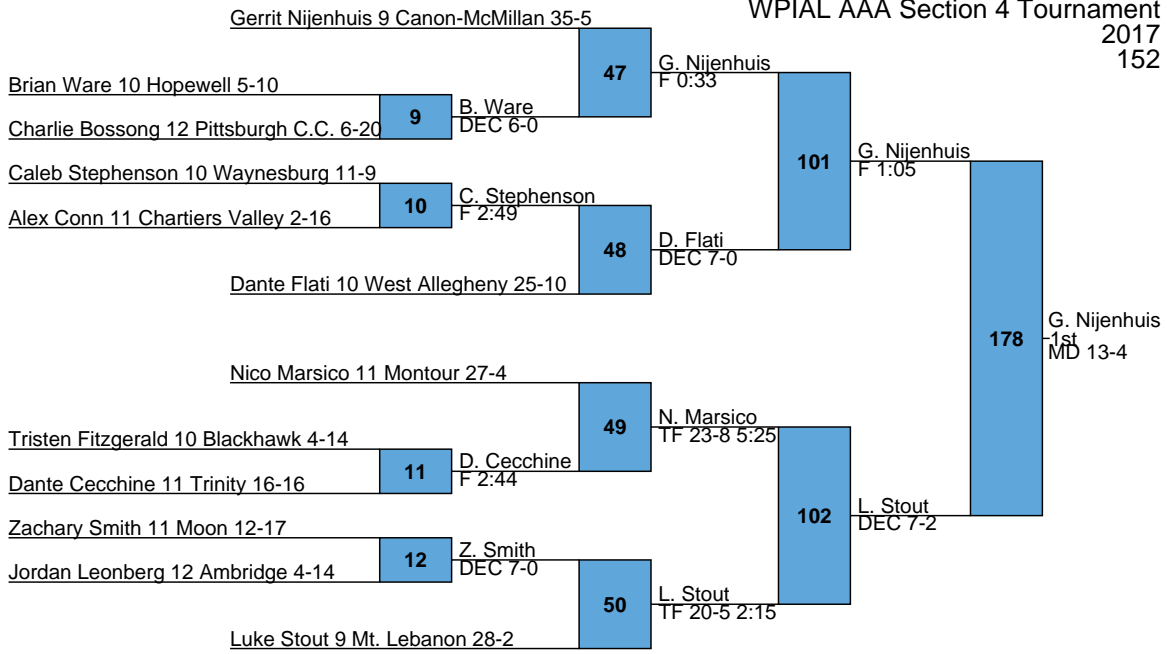 WPIAL AAA Section 4 Tournament
2017
152
Gerrit Nijenhuis 9 Canon-McMillan 35-5
47
G. Nijenhuis
F 0:33
Brian Ware 10 Hopewell 5-10
9
B. Ware
DEC 6-0
Charlie Bossong 12 Pittsburgh C.C. 6-20
101
G. Nijenhuis
F 1:05
Caleb Stephenson 10 Waynesburg 11-9
10
C. Stephenson
F 2:49
Alex Conn 11 Chartiers Valley 2-16
48
D. Flati
DEC 7-0
Dante Flati 10 West Allegheny 25-10
178
G. Nijenhuis
1st
MD 13-4
Nico Marsico 11 Montour 27-4
49
N. Marsico
TF 23-8 5:25
Tristen Fitzgerald 10 Blackhawk 4-14
11
D. Cecchine
F 2:44
Dante Cecchine 11 Trinity 16-16
102
L. Stout
DEC 7-2
Zachary Smith 11 Moon 12-17
12
Z. Smith
DEC 7-0
Jordan Leonberg 12 Ambridge 4-14
50
L. Stout
TF 20-5 2:15
Luke Stout 9 Mt. Lebanon 28-2